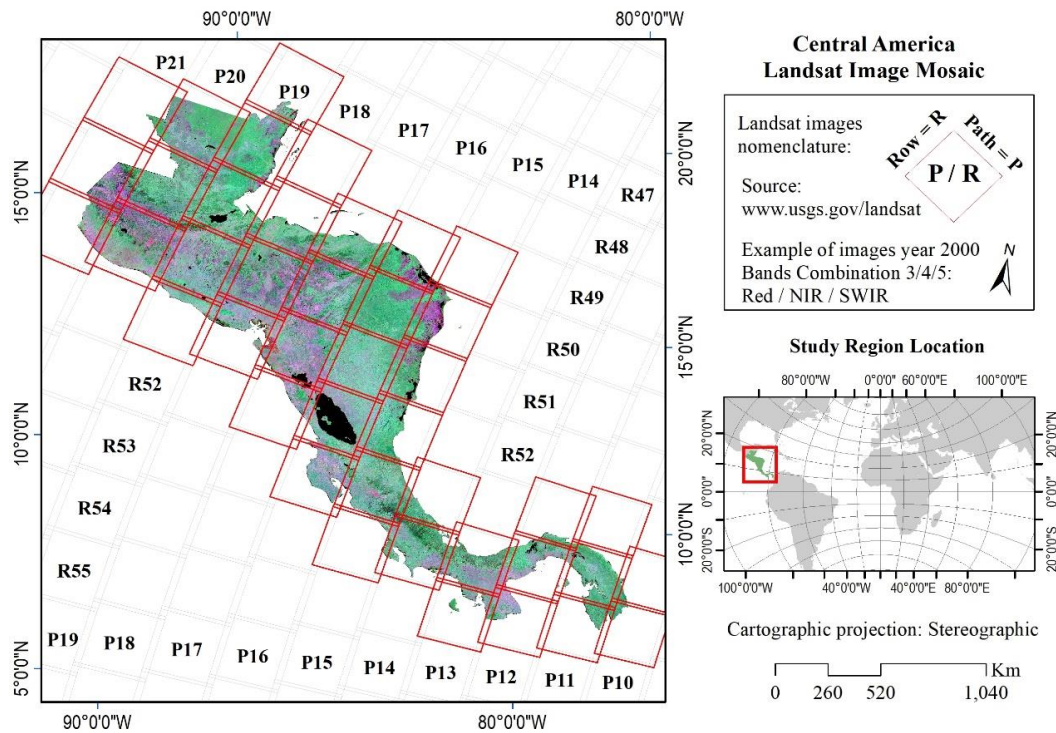 90°0'0"W
80°0'0"W
P21
P20
P19
P18
P17
P16
P15
P14
R47
R48
R49
R50
R51
R52
R52
R53
R54
R55
P19
P18
P17
P16
P15
P14
P13
P12
P11
P10
15°0'0"N
10°0'0"N
5°0'0"N
20°0'0"N
15°0'0"N
10°0'0"N
90°0'0"W
80°0'0"W
Central America
Landsat Image Mosaic
Landsat images
nomenclature:
Row = R
Path = P
P / R
Source:
www.usgs.gov/landsat
Example of images year 2000
Bands Combination 3/4/5:
Red / NIR / SWIR
N
Study Region Location
80°0'0"W
0°0'0"E
60°0'0"E
100°0'0"E
20°0'0"N
0°0'0"
20°0'0"S
20°0'0"N
0°0'0"
20°0'0"S
100°0'0"W
40°0'0"W
0°0'0"E
40°0'0"E
80°0'0"E
Cartographic projection: Stereographic
Km
0 260 520 1,040